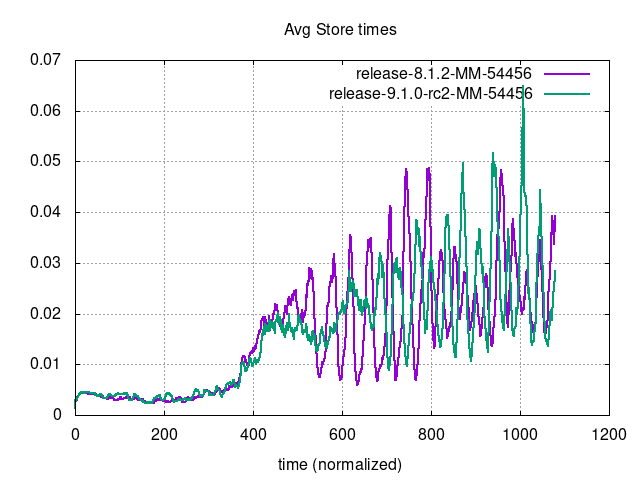 Avg Store times
release-8.1.2-MM-54456
release-9.1.0-rc2-MM-54456
0.07
0.06
0.05
0.04
0.03
0.02
0.01
0
0 200 400 600 800 1000 1200
time (normalized)